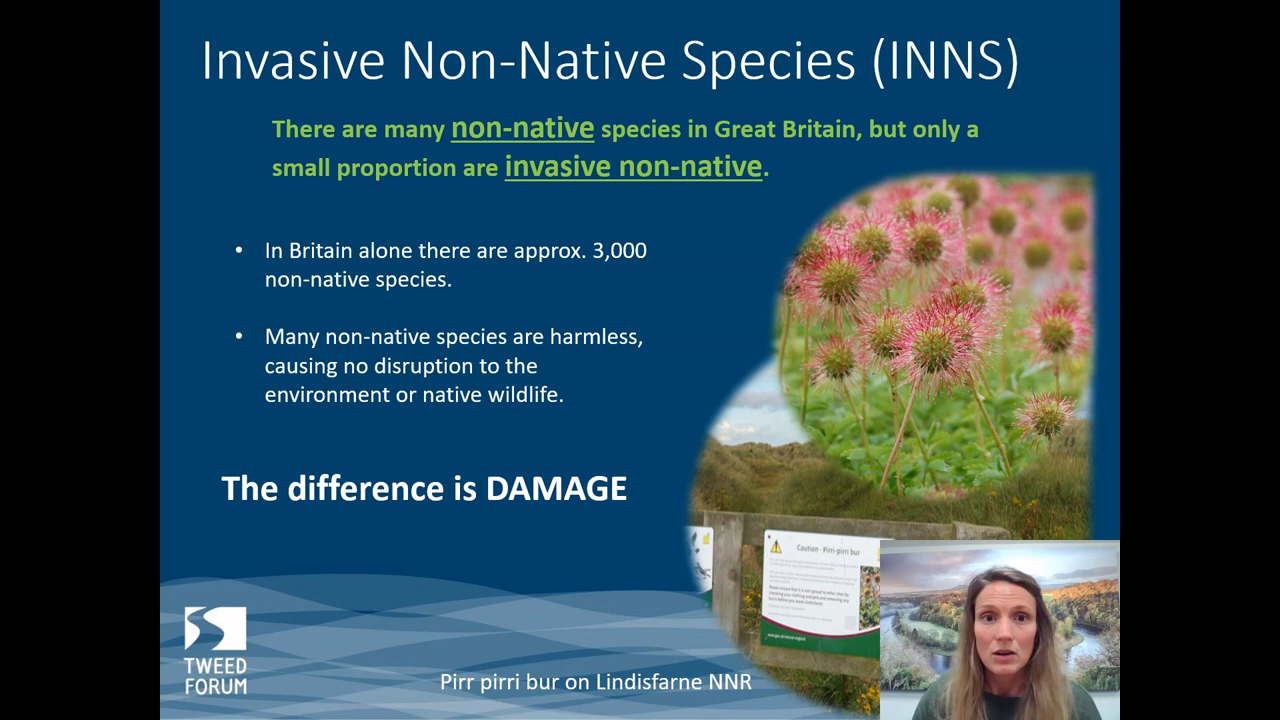 Invasive Non-Native Species (INNS)
There are many non-native species in Great Britain, but only a
small proportion are invasive non-native.
• In Britain alone there are approx. 3,000
non-native species.
• Many non-native species are harmless,
causing no disruption to the
environment or native wildlife.
The difference is DAMAGE
Caution - Pirri-pirri bur
TWEED
FORUM
Pirr pirri bur on Lindisfarne NNR